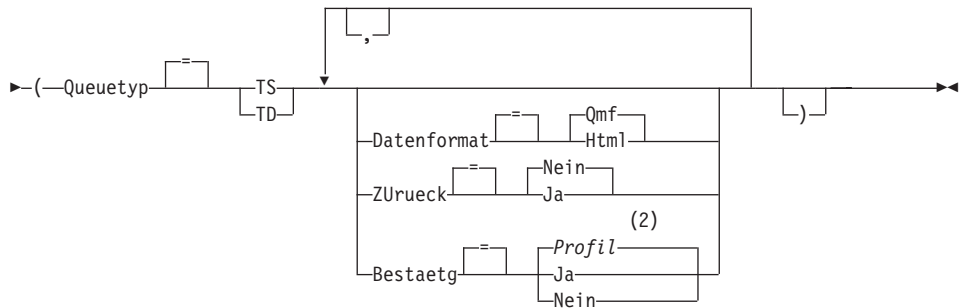 ,
=
( Queuetyp TS )
TD
= Qmf
Datenformat Html
= Nein
ZUrueck Ja
(2)
= Profil
Bestaetg Ja
Nein